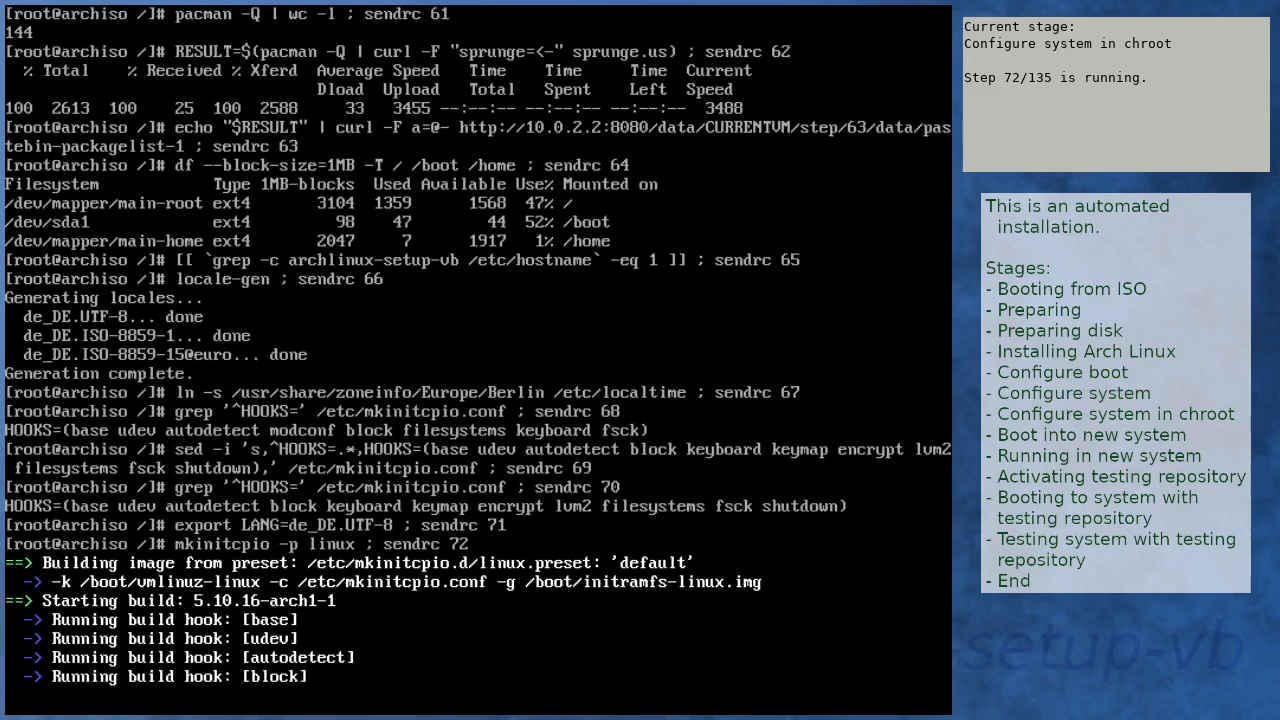 [root@archiso /]# pacman -Q | wc -l ; sendrc 61
144
[root@archiso /]# RESULT=$(pacman -Q | curl -F "sprunge=<-" sprunge.us) ; sendrc 62
  % Total    % Received % Xferd  Average Speed   Time    Time     Time  Current
                                 Dload  Upload   Total   Spent    Left  Speed
100  2613  100    25  100  2588     33   3455 --:--:-- --:--:-- --:--:--  3488
[root@archiso /]# echo "$RESULT" | curl -F a=@- http://10.0.2.2:8080/data/CURRENTVM/step/63/data/pas
tebin-packagelist-1 ; sendrc 63
[root@archiso /]# df --block-size=1MB -T / /boot /home ; sendrc 64
Filesystem            Type 1MB-blocks  Used Available Use% Mounted on
/dev/mapper/main-root ext4       3104  1359      1568  47% /
/dev/sda1             ext4         98    47        44  52% /boot
/dev/mapper/main-home ext4       2047     7      1917   1% /home
[root@archiso /]# [[ `grep -c archlinux-setup-vb /etc/hostname` -eq 1 ]] ; sendrc 65
[root@archiso /]# locale-gen ; sendrc 66
Generating locales...
  de_DE.UTF-8... done
  de_DE.ISO-8859-1... done
  de_DE.ISO-8859-15@euro... done
Generation complete.
[root@archiso /]# ln -s /usr/share/zoneinfo/Europe/Berlin /etc/localtime ; sendrc 67
[root@archiso /]# grep '^HOOKS=' /etc/mkinitcpio.conf ; sendrc 68
HOOKS=(base udev autodetect modconf block filesystems keyboard fsck)
[root@archiso /]# sed -i 's,^HOOKS=.*,HOOKS=(base udev autodetect block keyboard keymap encrypt lvm2
 filesystems fsck shutdown),' /etc/mkinitcpio.conf ; sendrc 69
[root@archiso /]# grep '^HOOKS=' /etc/mkinitcpio.conf ; sendrc 70
HOOKS=(base udev autodetect block keyboard keymap encrypt lvm2 filesystems fsck shutdown)
[root@archiso /]# export LANG=de_DE.UTF-8 ; sendrc 71
[root@archiso /]# mkinitcpio -p linux ; sendrc 72
==> Building image from preset: /etc/mkinitcpio.d/linux.preset: 'default'
  -> -k /boot/vmlinuz-linux -c /etc/mkinitcpio.conf -g /boot/initramfs-linux.img
==> Starting build: 5.10.16-arch1-1
  -> Running build hook: [base]
  -> Running build hook: [udev]
  -> Running build hook: [autodetect]
  -> Running build hook: [block]
Current stage:
Configure system in chroot
Step 72/135 is running.
This is an automated
installation.
Stages:
- Booting from ISO
- Preparing
- Preparing disk
- Installing Arch Linux
- Configure boot
- Configure system
- Configure system in chroot
- Boot into new system
- Running in new system
- Activating testing repository
- Booting to system with
testing repository
- Testing system with testing
repository
- End
setup-vb